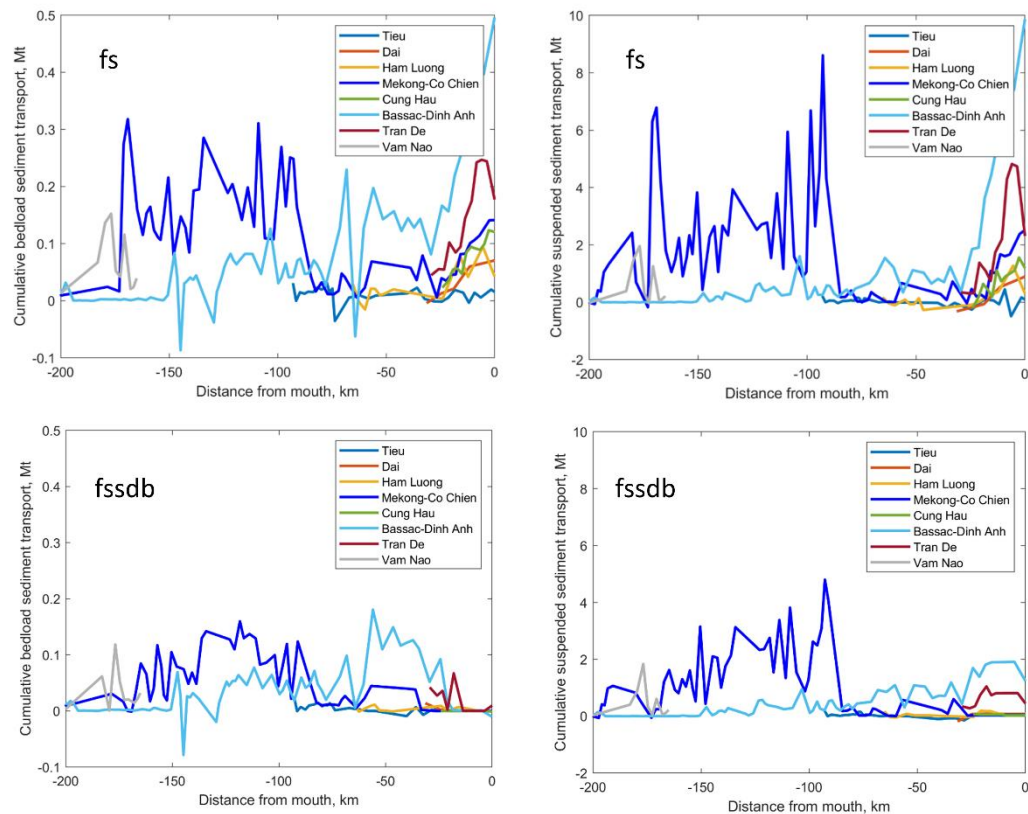 fs
Cumulative bedload sediment transport, Mt
0.5
0.4
0.3
0.2
0.1
0
-0.1
-200
-150
-100
-50
0
Distance from mouth, km
Tieu
Dai
Ham Luong
Mekong-Co Chien
Cung Hau
Bassac-Dinh Anh
Tran De
Vam Nao
fs
Cumulative suspended sediment transport, Mt
10
8
6
4
2
0
-2
-200
-150
-100
-50
0
Distance from mouth, km
Tieu
Dai
Ham Luong
Mekong-Co Chien
Cung Hau
Bassac-Dinh Anh
Tran De
Vam Nao
fssdb
Cumulative bedload sediment transport, Mt
0.5
0.4
0.3
0.2
0.1
0
-0.1
-200
-150
-100
-50
0
Distance from mouth, km
Tieu
Dai
Ham Luong
Mekong-Co Chien
Cung Hau
Bassac-Dinh Anh
Tran De
Vam Nao
fssdb
Cumulative suspended sediment transport, Mt
10
8
6
4
2
0
-2
-200
-150
-100
-50
0
Distance from mouth, km
Tieu
Dai
Ham Luong
Mekong-Co Chien
Cung Hau
Bassac-Dinh Anh
Tran De
Vam Nao